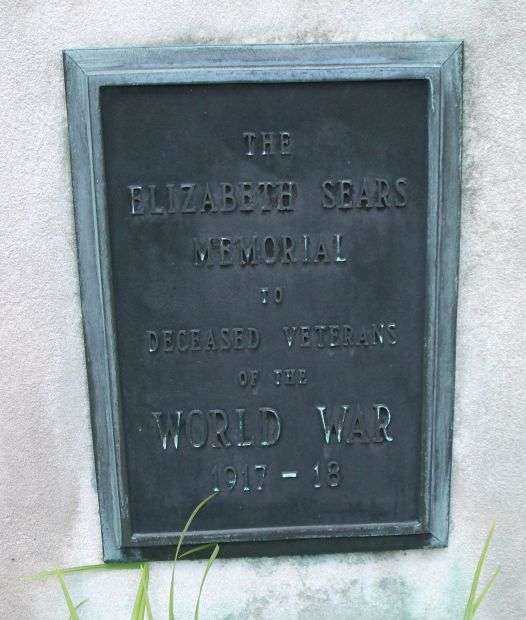 THE
ELIZABETH SEARS
MEMORIAL
TO
DECEASED VETERANS
OF THE
WORLD WAR
1917 - 18